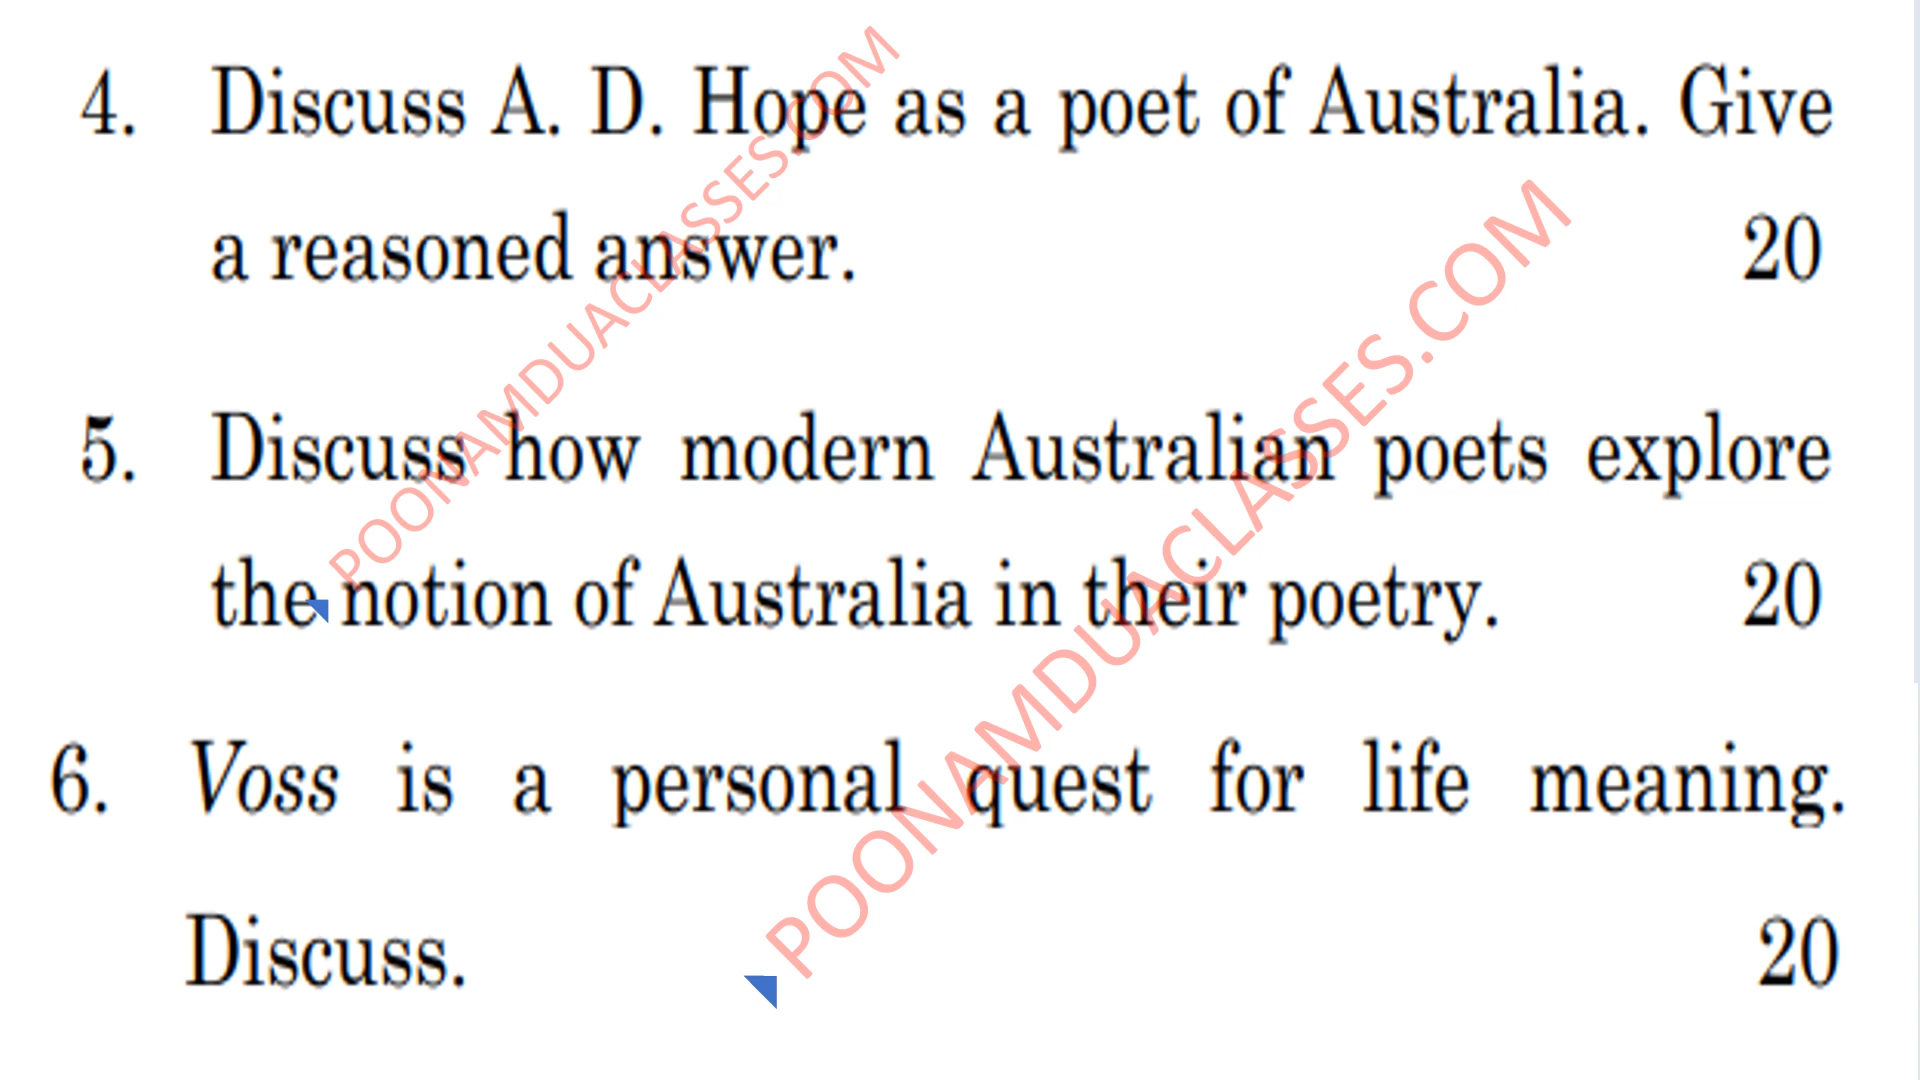 4. Discuss A. D. Hope as a poet of Australia. Give
a reasoned answer. 20
5. Discuss how modern Australian poets explore
the notion of Australia in their poetry. 20
6. Voss is a personal quest for life meaning.
Discuss. 20
POONAMDUACLASSES.COM
POONAMDUACLASSES.COM